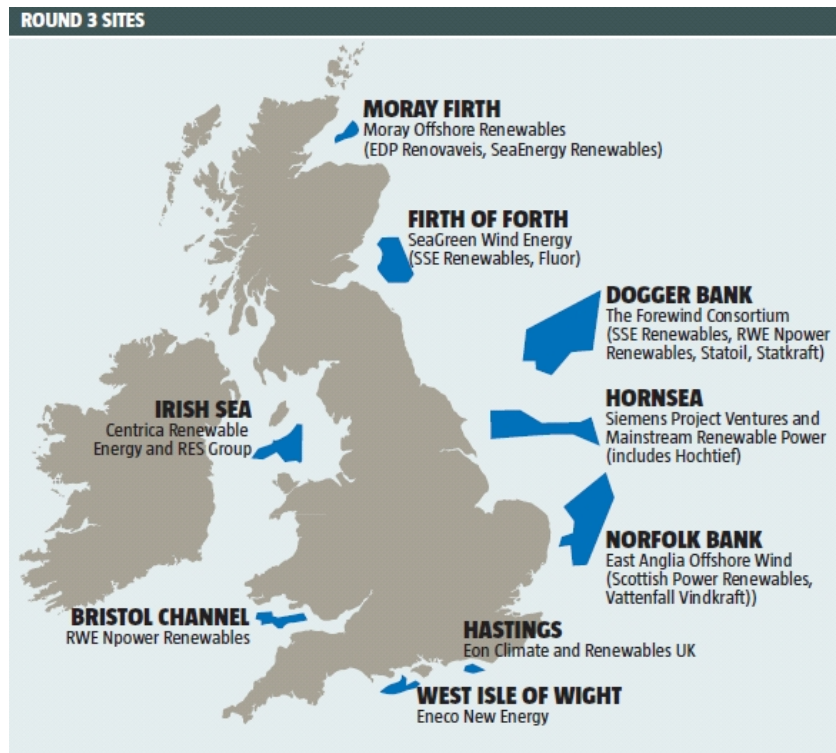 ROUND 3 SITES
MORAY FIRTH
Moray Offshore Renewables
(EDP Renovaveis, SeaEnergy Renewables)
FIRTH OF FORTH
SeaGreen Wind Energy
(SSE Renewables, Fluor)
DOGGER BANK
The Forewind Consortium
(SSE Renewables, RWE Npower
Renewables, Statoil, Statkraft)
HORNSEA
Siemens Project Ventures and
Mainstream Renewable Power
(includes Hochtief)
IRISH SEA
Centrica Renewable
Energy and RES Group
NORFOLK BANK
East Anglia Offshore Wind
(Scottish Power Renewables,
Vattenfall Vindkraft))
BRISTOL CHANNEL
RWE Npower Renewables
HASTINGS
Eon Climate and Renewables UK
WEST ISLE OF WIGHT
Eneco New Energy